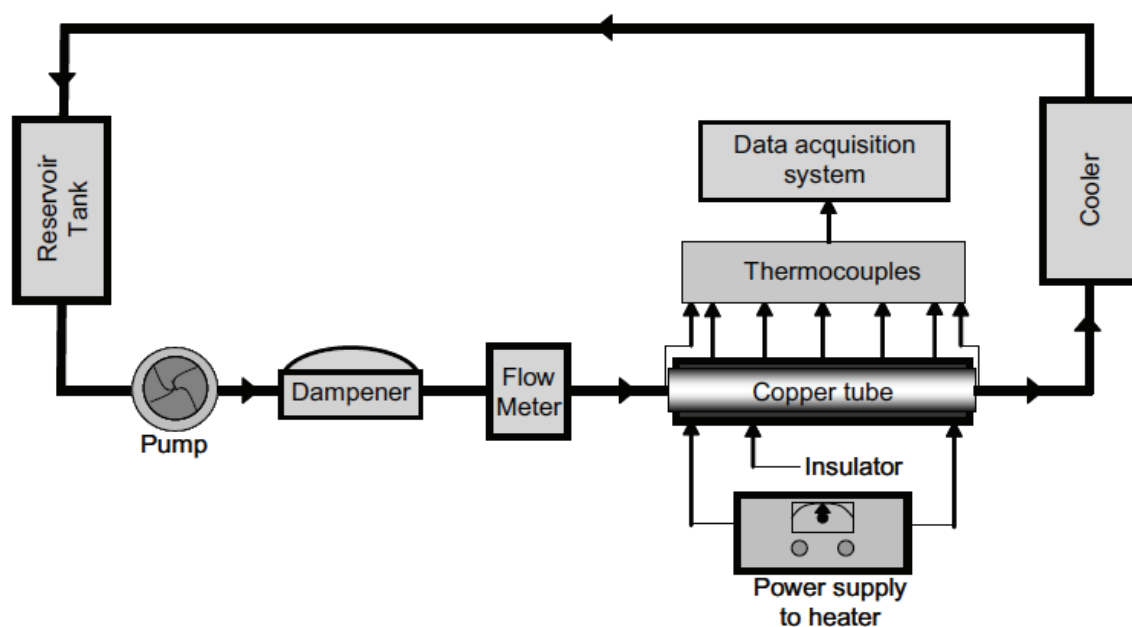 Reservoir
Tank
Data acquisition
system
Cooler
Thermocouples
Pump
Dampener
Flow
Meter
Copper tube
Insulator
Power supply
to heater